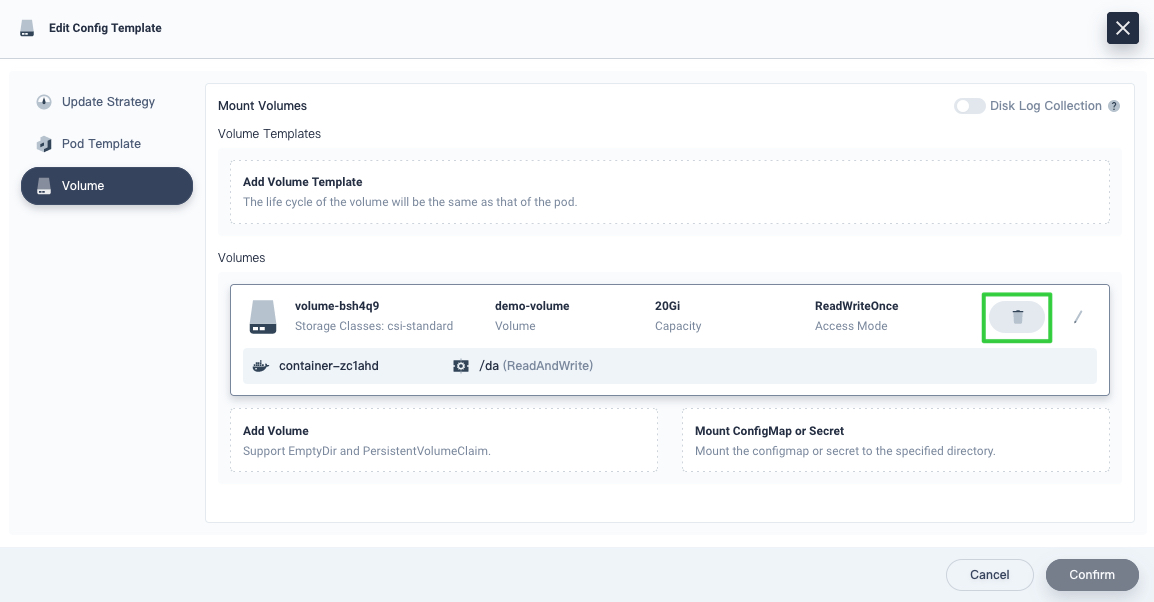 Edit Config Template
Update Strategy
Pod Template
Volume
Mount Volumes
Disk Log Collection ?
Volume Templates
Add Volume Template
The life cycle of the volume will be the same as that of the pod.
Volumes
volume-bsh4q9
Storage Classes: csi-standard
demo-volume
Volume
20Gi
Capacity
ReadWriteOnce
Access Mode
container-zc1ahd
/da (ReadAndWrite)
Add Volume
Support EmptyDir and PersistentVolumeClaim.
Mount ConfigMap or Secret
Mount the configmap or secret to the specified directory.
Cancel
Confirm